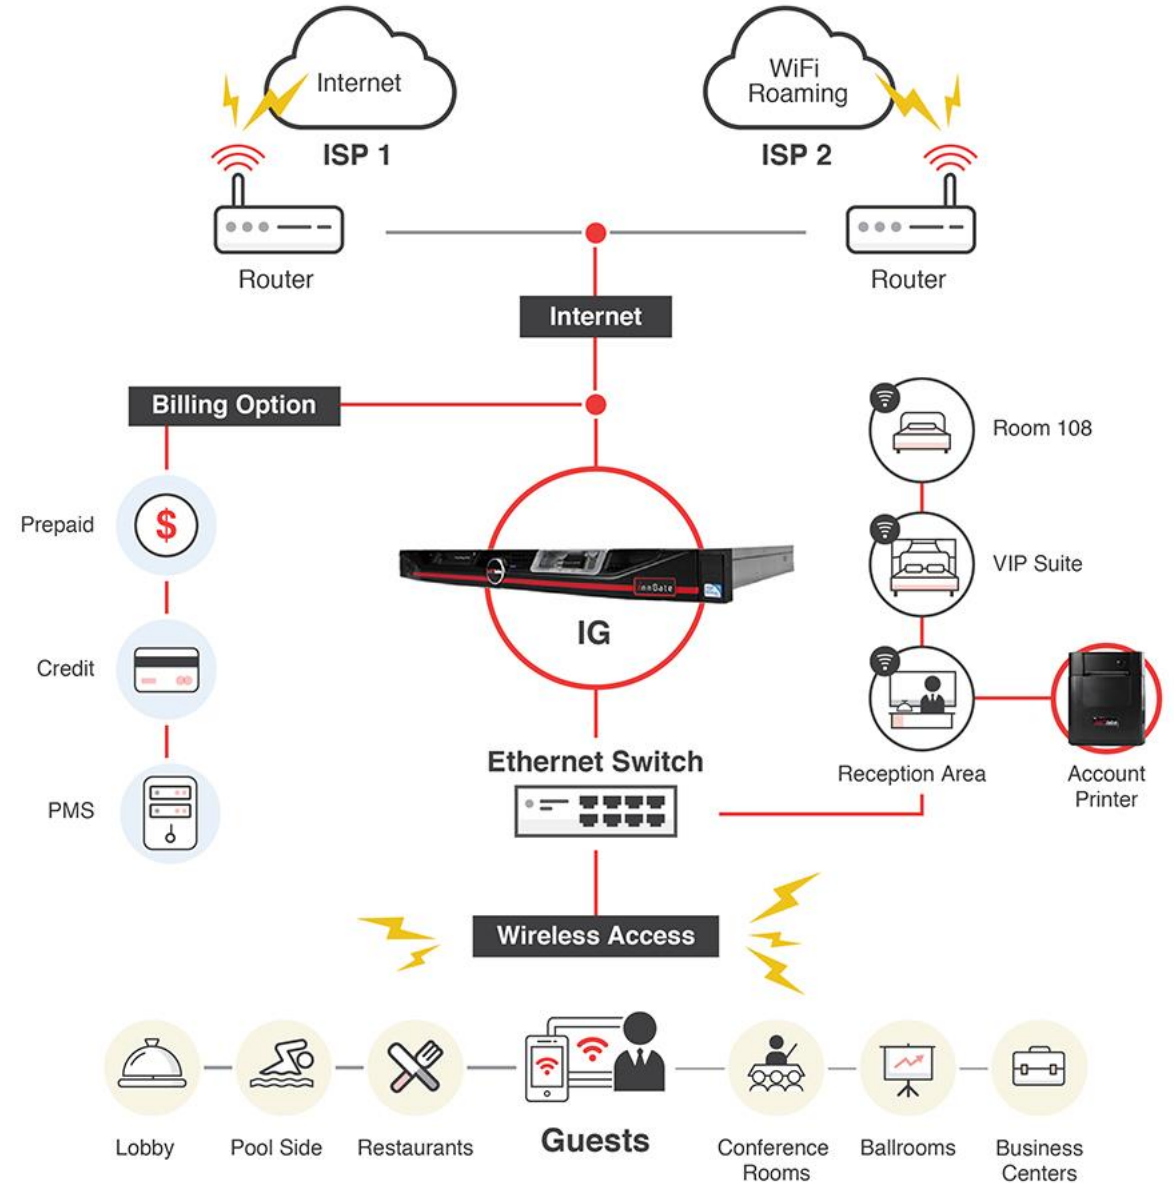 Internet
WiFi
Roaming
ISP 1
ISP 2
Router
Router
Internet
Billing Option
Room 108
Prepaid
VIP Suite
innGate
IG
Credit
Ethernet Switch
Reception Area
Account
Printer
PMS
Wireless Access
Guests
Lobby
Pool Side
Restaurants
Conference
Rooms
Ballrooms
Business
Centers